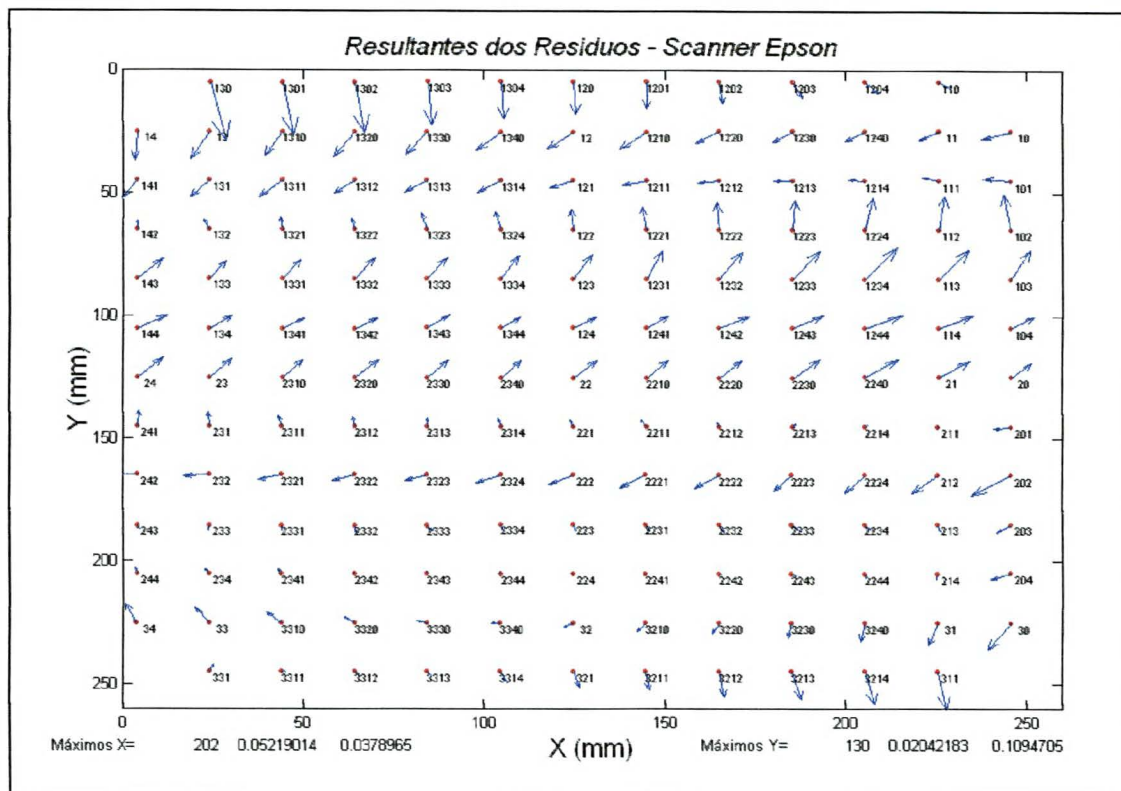 Resultantes dos Residuos - Scanner Epson
0
130 1301 1302 1303 1304 120 1201 1202 1203 1204 110
14 13 1310 1320 1330 1340 12 1210 1220 1230 1240 11 10
50
141 131 1311 1312 1313 1314 121 1211 1212 1213 1214 111 101
142 132 1321 1322 1323 1324 122 1221 1222 1223 1224 112 102
143 133 1331 1332 1333 1334 123 1231 1232 1233 1234 113 103
100
144 134 1341 1342 1343 1344 124 1241 1242 1243 1244 114 104
24 23 2310 2320 2330 2340 22 2210 2220 2230 2240 21 20
Y (mm)
150
241 231 2311 2312 2313 2314 221 2211 2212 2213 2214 211 201
242 232 2321 2322 2323 2324 222 2221 2222 2223 2224 212 202
243 233 2331 2332 2333 2334 223 2231 2232 2233 2234 213 203
200
244 234 2341 2342 2343 2344 224 2241 2242 2243 2244 214 204
34 33 3310 3320 3330 3340 32 3210 3220 3230 3240 31 30
250
331 3311 3312 3313 3314 321 3211 3212 3213 3214 311
0 50 100 150 200 250
X (mm)
Máximos X= 202 0.05219014 0.0378965
Máximos Y= 130 0.02042183 0.1094705